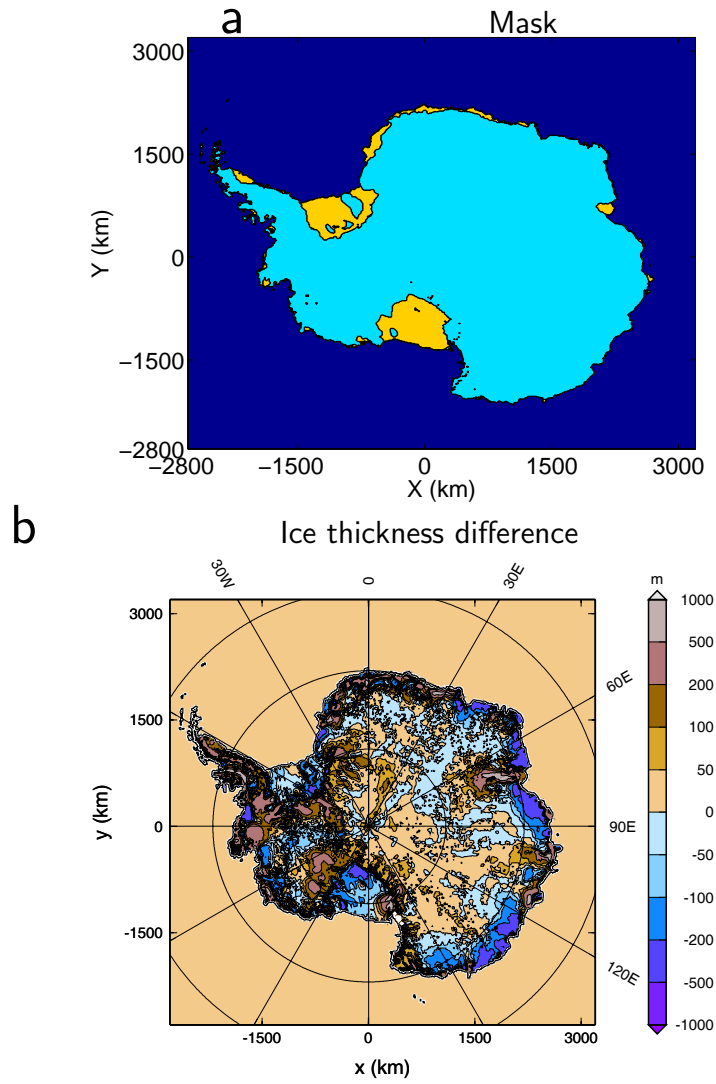 a Mask
3200
1500
0
−1500
−2800
Y (km)
−2800 −1500 0 1500 3000
X (km)
b Ice thickness difference
30W 0 30E
60E
90E
120E
3000
1500
0
-1500
y (km)
-1500 0 1500 3000
x (km)
m
1000
500
200
100
50
0
-50
-100
-200
-500
-1000